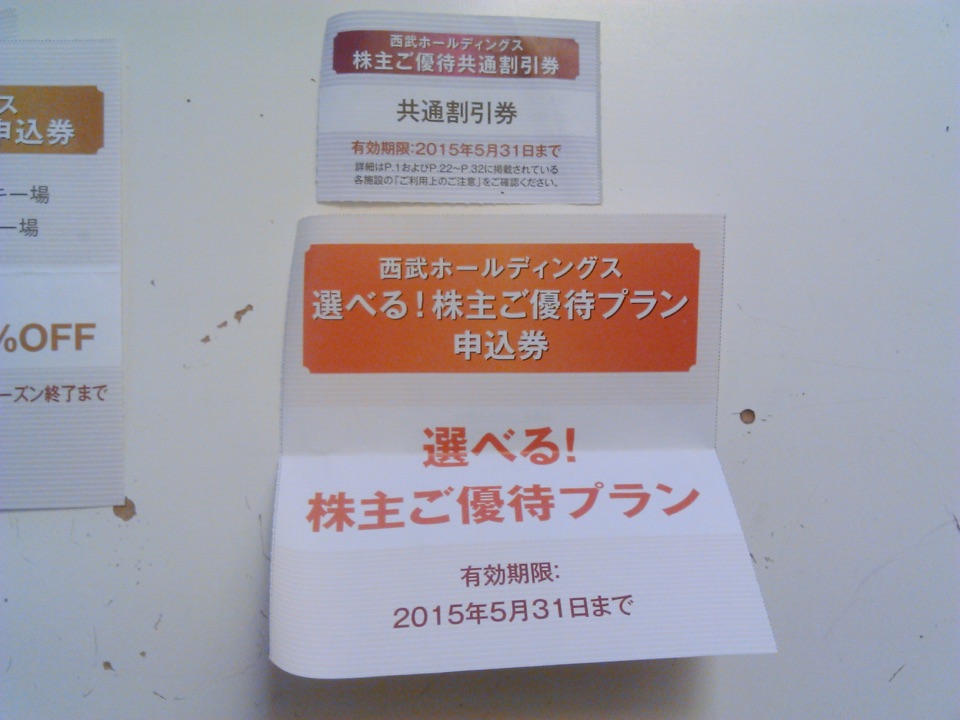 西武ホールディングス
株主ご優待共通割引券
共通割引券
有効期限:2015年5月31日まで
詳細はP.1およびP.22〜P.32に掲載されている
各施設の「ご利用上のご注意」をご確認ください。
西武ホールディングス
選べる!株主ご優待プラン
申込券
選べる!
株主ご優待プラン
有効期限:
2015年5月31日まで
ス
申込券
キー場
ー場
%OFF
ーズン終了まで